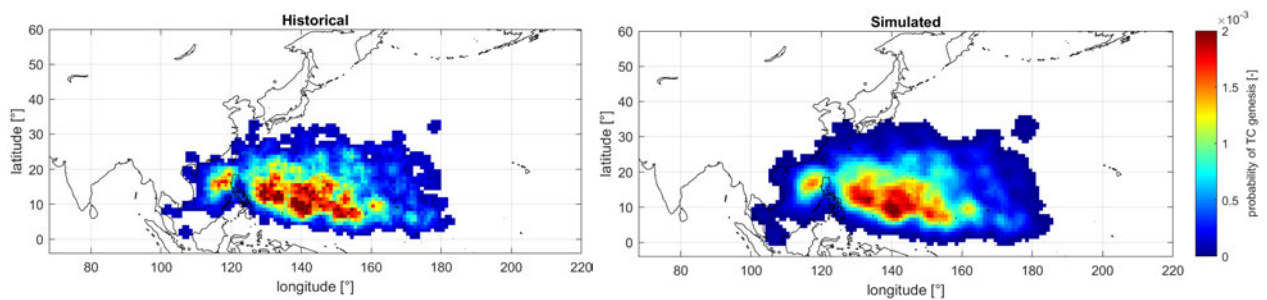 Historical
60
50
40
30
20
10
0
latitude [°]
80 100 120 140 160 180 200 220
longitude [°]
Simulated
60
50
40
30
20
10
0
latitude [°]
80 100 120 140 160 180 200 220
longitude [°]
×10⁻³
2
1.5
1
0.5
0
probability of TC genesis [-]